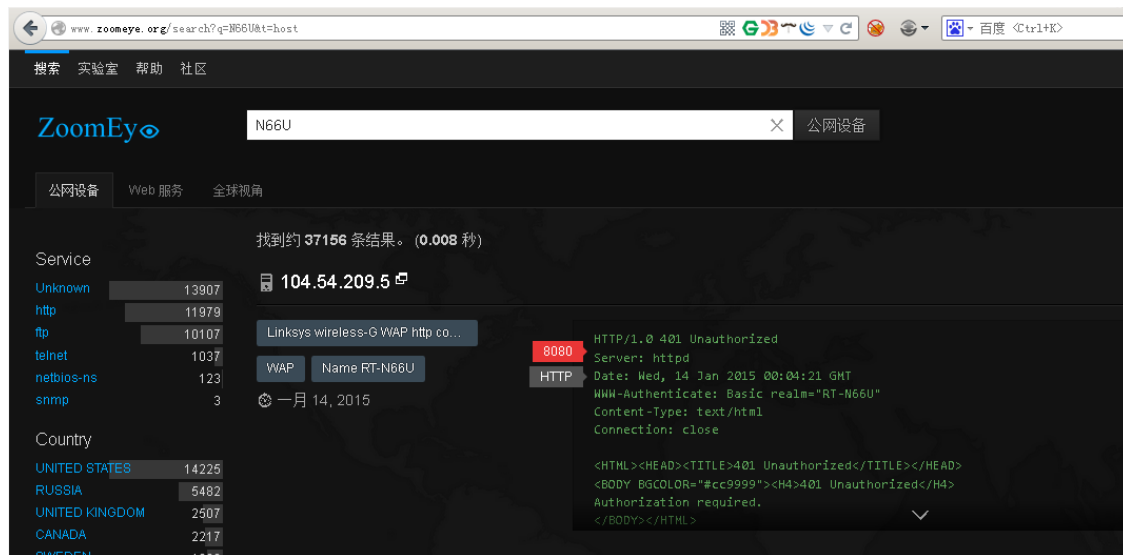 www.zoomeye.org/search?q=N66U&t=host
百度 <Ctrl+K>
搜索 实验室 帮助 社区
ZoomEy
N66U
公网设备
公网设备 Web 服务 全球视角
找到约 37156 条结果。 (0.008 秒)
104.54.209.5
Service
Unknown 13907
http 11979
ftp 10107
telnet 1037
netbios-ns 123
snmp 3
Linksys wireless-G WAP http co...
WAP Name RT-N66U
一月 14, 2015
8080
HTTP
HTTP/1.0 401 Unauthorized
Server: httpd
Date: Wed, 14 Jan 2015 00:04:21 GMT
WWW-Authenticate: Basic realm="RT-N66U"
Content-Type: text/html
Connection: close
<HTML><HEAD><TITLE>401 Unauthorized</TITLE></HEAD>
<BODY BGCOLOR="#cc9999"><H4>401 Unauthorized</H4>
Authorization required.
</BODY></HTML>
Country
UNITED STATES 14225
RUSSIA 5482
UNITED KINGDOM 2507
CANADA 2217